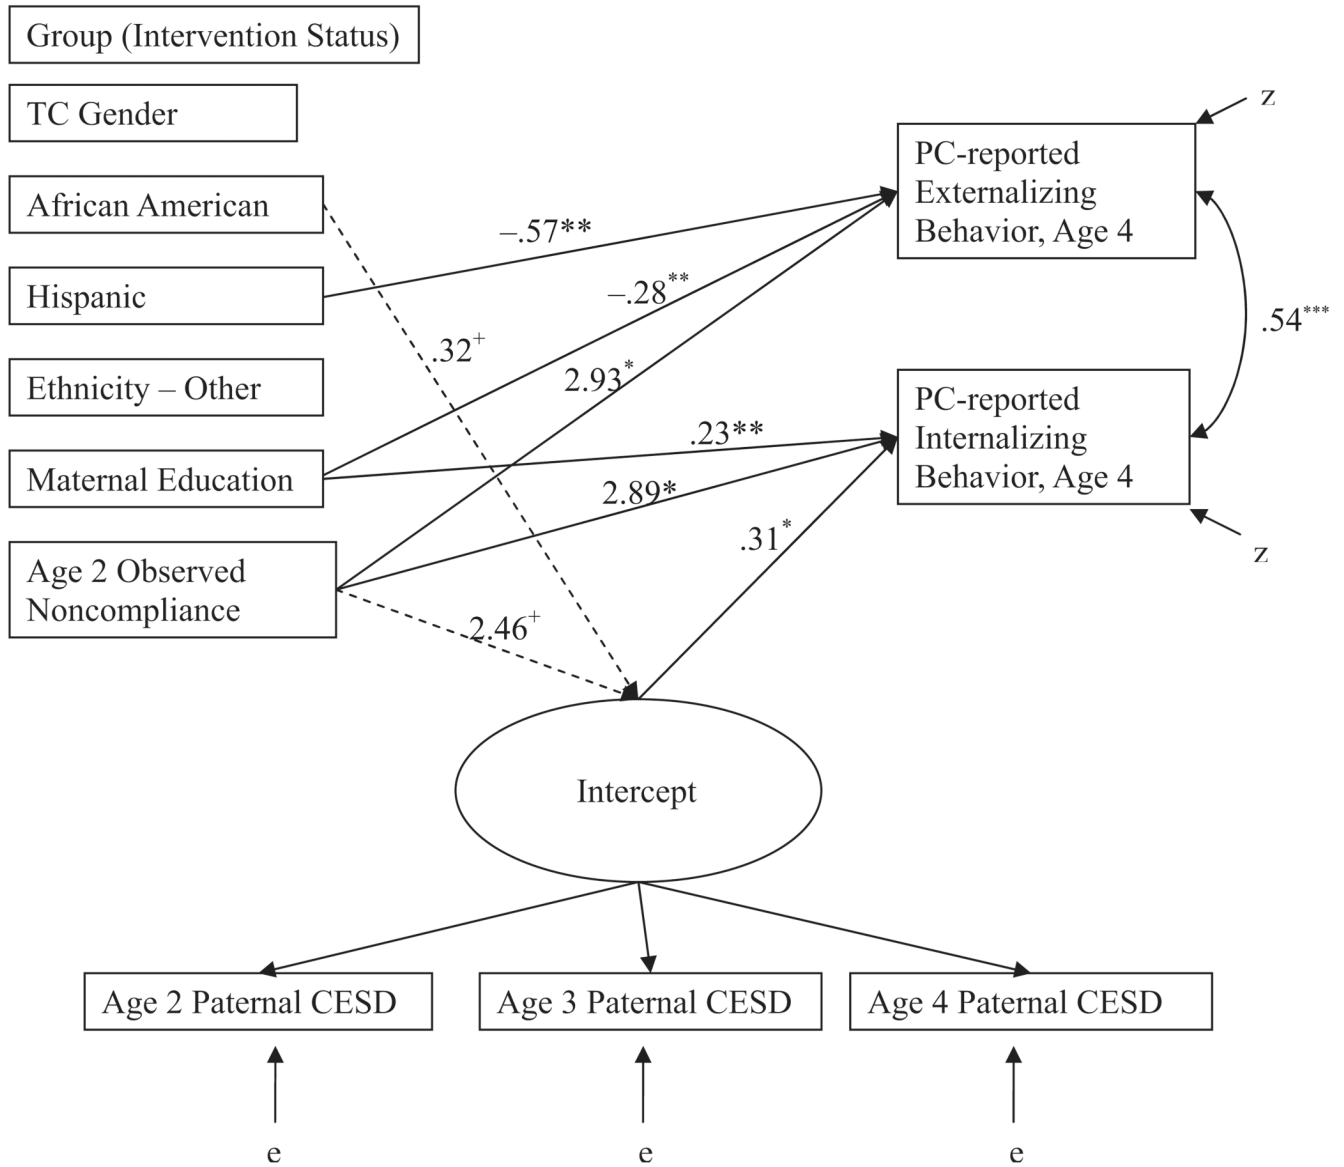 Group (Intervention Status)
TC Gender
z
PC-reported
Externalizing
Behavior, Age 4
African American
–.57**
Hispanic
–.28**
.54***
.32+
Ethnicity – Other
2.93*
PC-reported
Internalizing
Behavior, Age 4
.23**
Maternal Education
2.89*
.31*
z
Age 2 Observed
Noncompliance
2.46+
Intercept
Age 2 Paternal CESD
Age 3 Paternal CESD
Age 4 Paternal CESD
e
e
e